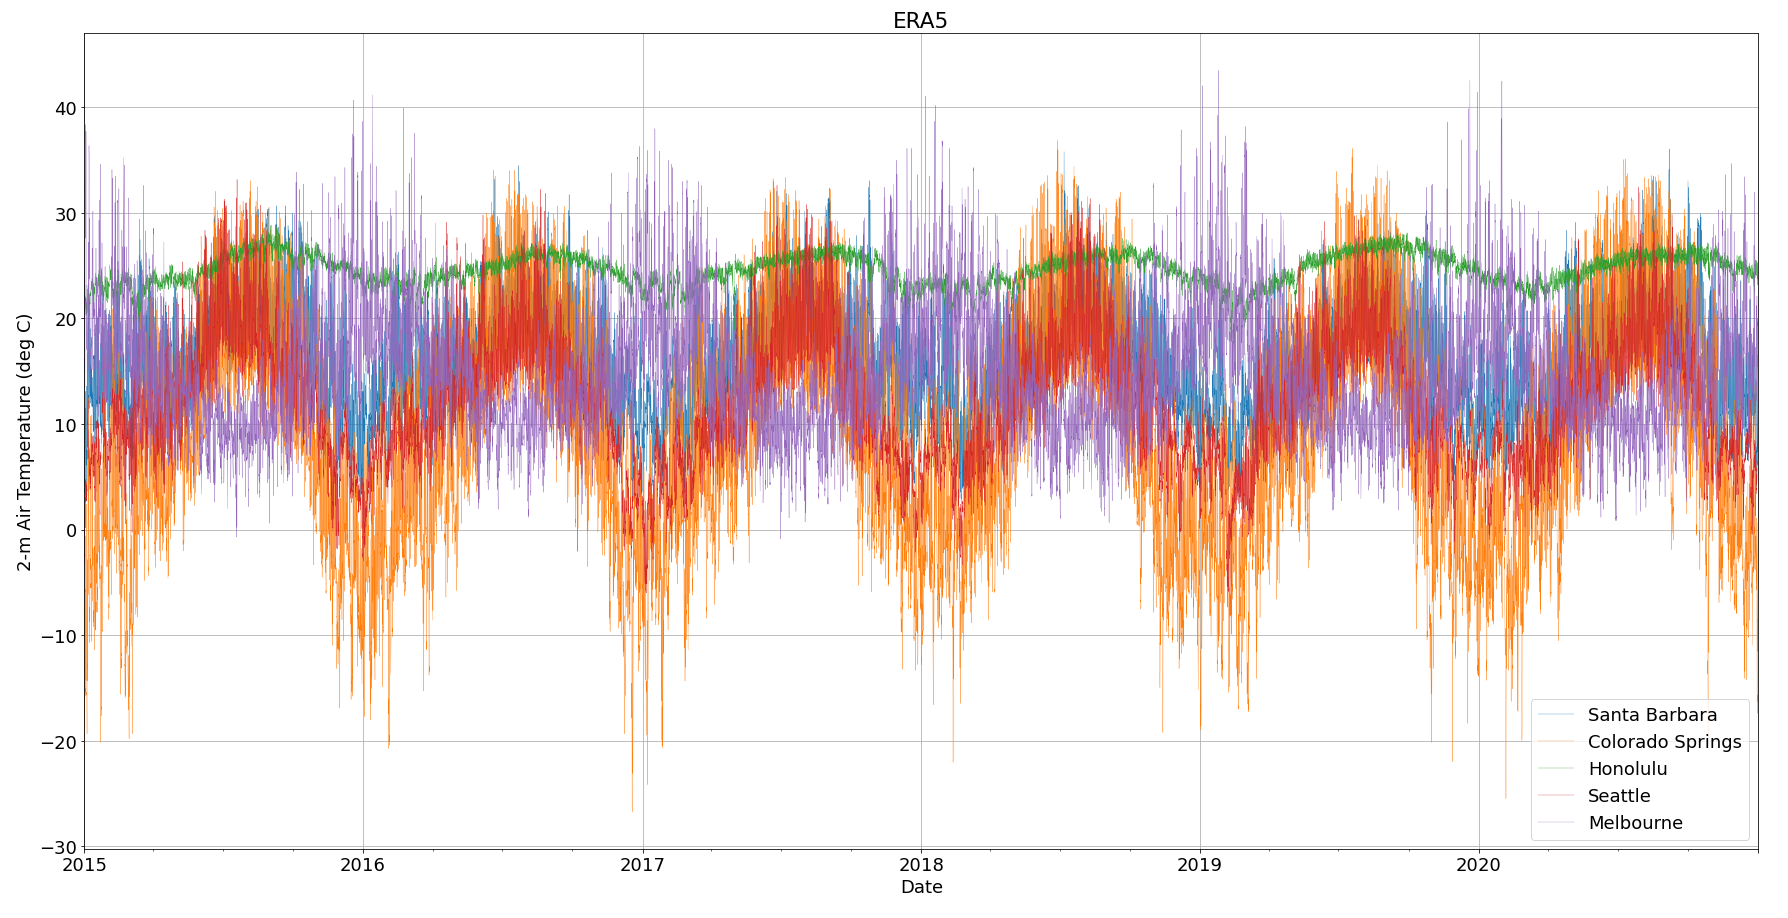 ERA5
2-m Air Temperature (deg C)
40
30
20
10
0
−10
−20
−30
2015
2016
2017
2018
2019
2020
Date
Santa Barbara
Colorado Springs
Honolulu
Seattle
Melbourne